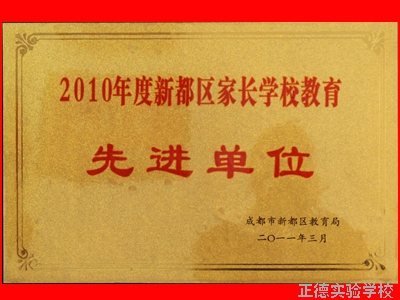 2010年度新都区家长学校教育
先进单位
成都市新都区教育局
二〇一一年三月
正德实验学校